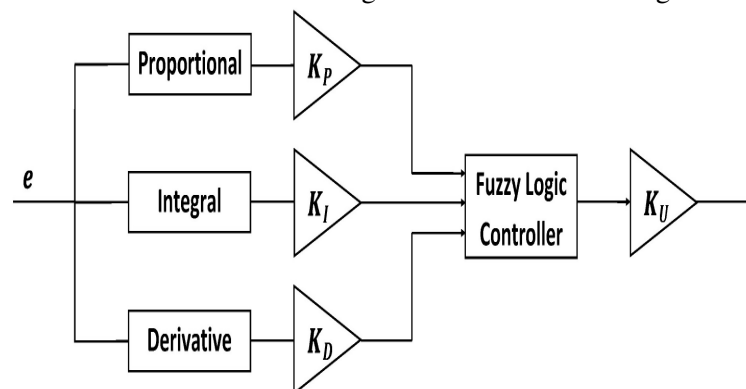 Proportional
K_P
e
Integral
K_I
Fuzzy Logic
Controller
K_U
Derivative
K_D